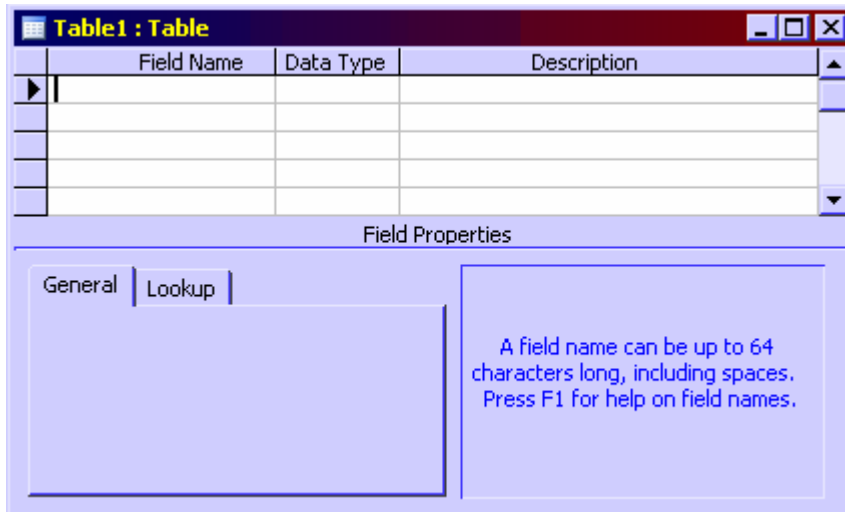 Table1 : Table
Field Name Data Type Description
Field Properties
General Lookup
A field name can be up to 64
characters long, including spaces.
Press F1 for help on field names.